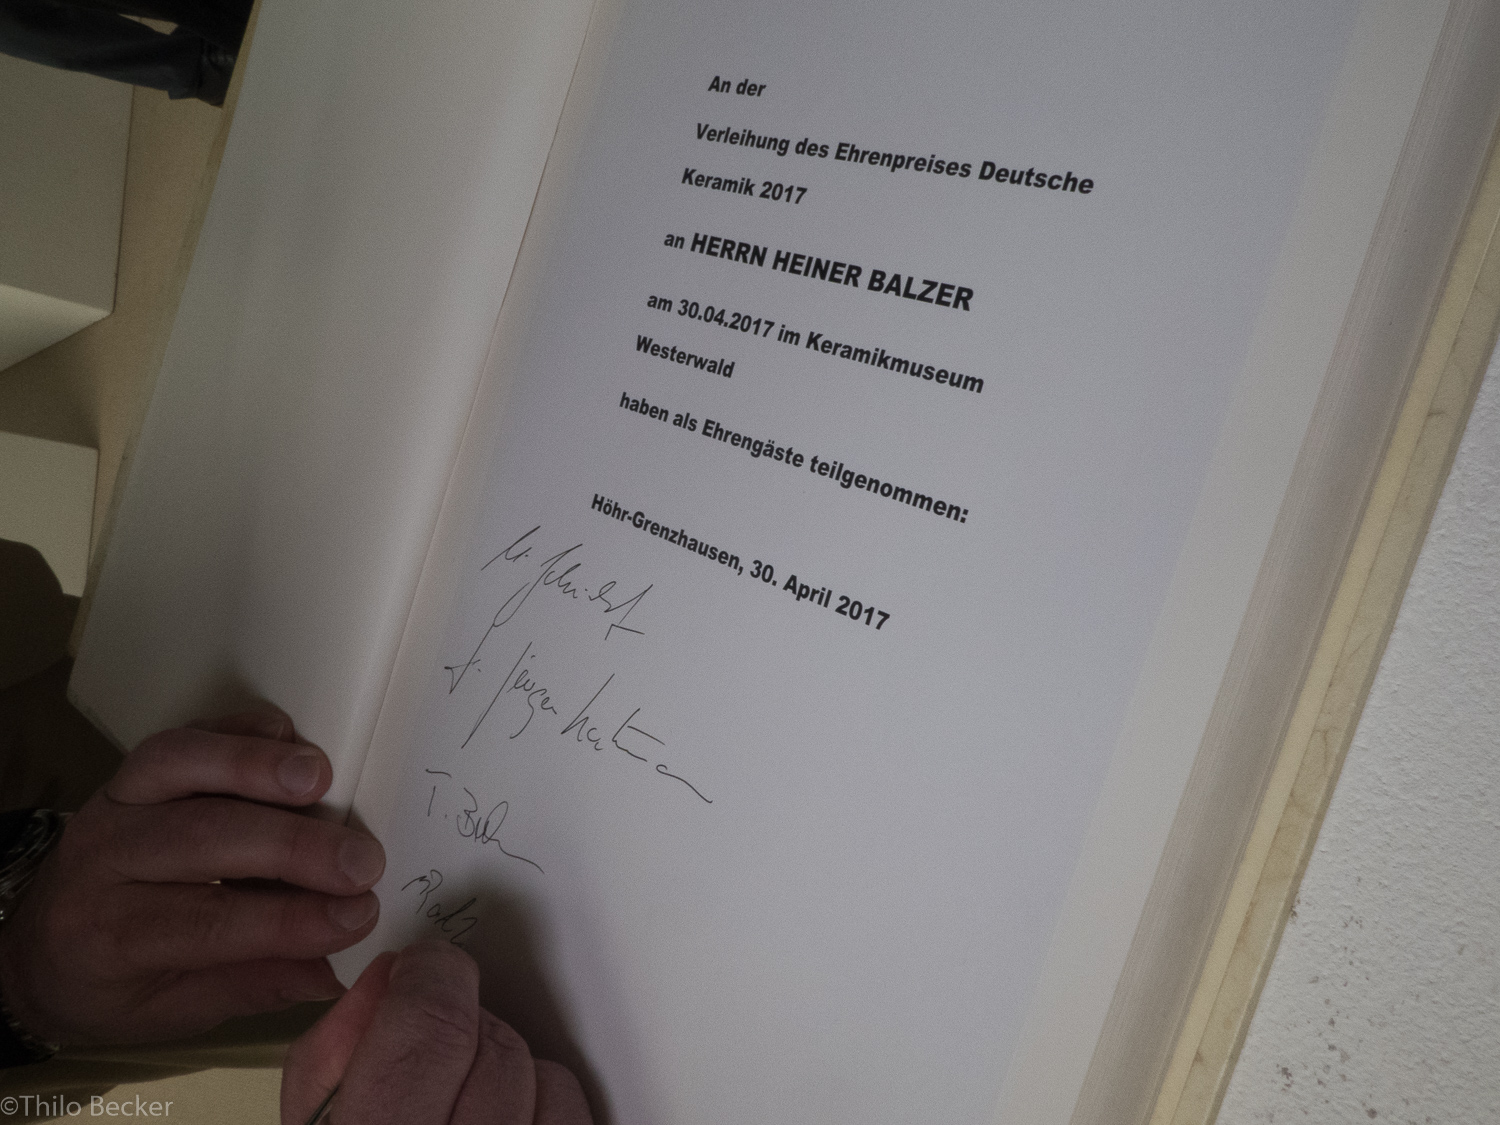 An der
Verleihung des Ehrenpreises Deutsche
Keramik 2017
an HERRN HEINER BALZER
am 30.04.2017 im Keramikmuseum
Westerwald
haben als Ehrengäste teilgenommen:
Höhr-Grenzhausen, 30. April 2017
Jürgen
T.
©Thilo Becker